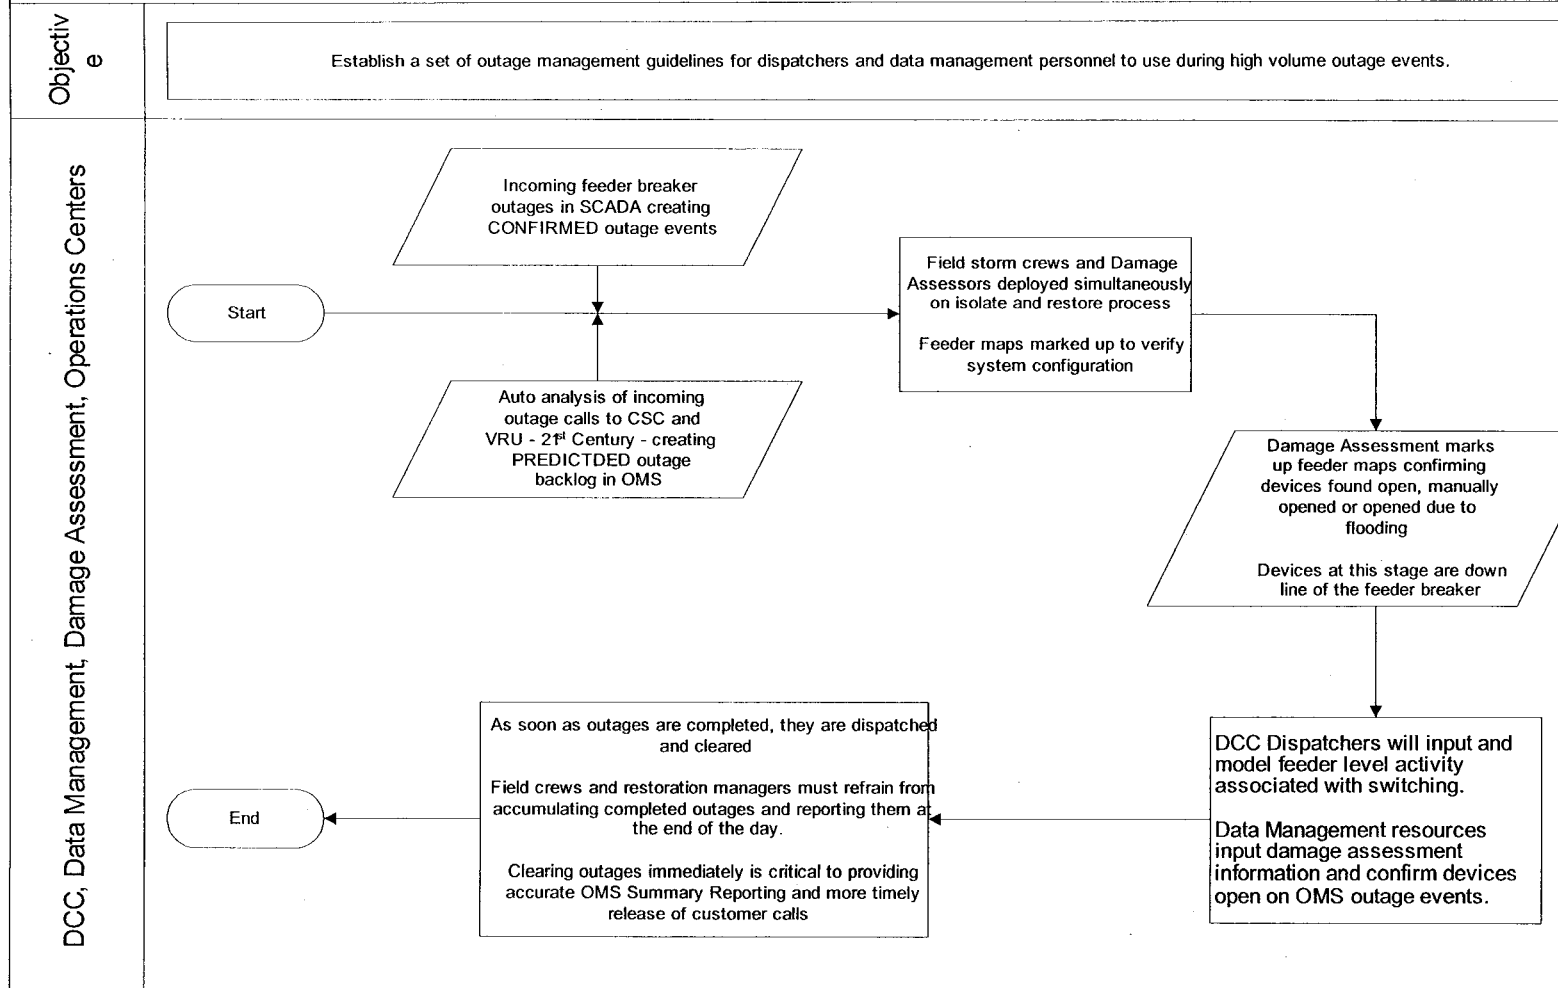 Objectiv
e
Establish a set of outage management guidelines for dispatchers and data management personnel to use during high volume outage events.
DCC, Data Management, Damage Assessment, Operations Centers
Incoming feeder breaker
outages in SCADA creating
CONFIRMED outage events
Start
Auto analysis of incoming
outage calls to CSC and
VRU - 21st Century - creating
PREDICTDED outage
backlog in OMS
Field storm crews and Damage
Assessors deployed simultaneously
on isolate and restore process
Feeder maps marked up to verify
system configuration
Damage Assessment marks
up feeder maps confirming
devices found open, manually
opened or opened due to
flooding
Devices at this stage are down
line of the feeder breaker
DCC Dispatchers will input and
model feeder level activity
associated with switching.
Data Management resources
input damage assessment
information and confirm devices
open on OMS outage events.
As soon as outages are completed, they are dispatched
and cleared
Field crews and restoration managers must refrain from
accumulating completed outages and reporting them at
the end of the day.
Clearing outages immediately is critical to providing
accurate OMS Summary Reporting and more timely
release of customer calls
End